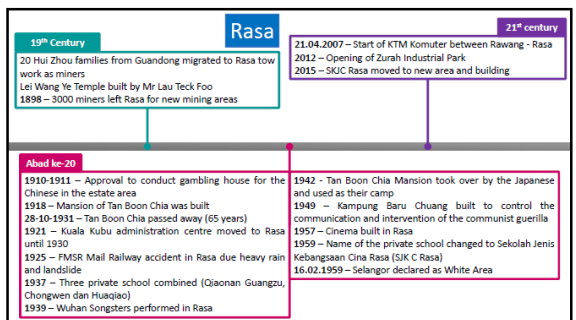 Rasa
19th Century
20 Hui Zhou families from Guandong migrated to Rasa tow
work as miners
Lei Wang Ye Temple built by Mr Lau Teck Foo
1898 – 3000 miners left Rasa for new mining areas
21st century
21.04.2007 – Start of KTM Komuter between Rawang - Rasa
2012 – Opening of Zurah Industrial Park
2015 – SKJC Rasa moved to new area and building
Abad ke-20
1910-1911 – Approval to conduct gambling house for the
Chinese in the estate area
1918 – Mansion of Tan Boon Chia was built
28-10-1931 – Tan Boon Chia passed away (65 years)
1921 – Kuala Kubu administration centre moved to Rasa
until 1930
1925 – FMSR Mail Railway accident in Rasa due heavy rain
and landslide
1937 – Three private school combined (Qiaonan Guangzu,
Chongwen dan Huaqiao)
1939 – Wuhan Songsters performed in Rasa
1942 - Tan Boon Chia Mansion took over by the Japanese
and used as their camp
1949 – Kampung Baru Chuang built to control the
communication and intervention of the communist guerilla
1957 – Cinema built in Rasa
1959 – Name of the private school changed to Sekolah Jenis
Kebangsaan Cina Rasa (SJK C Rasa)
16.02.1959 – Selangor declared as White Area